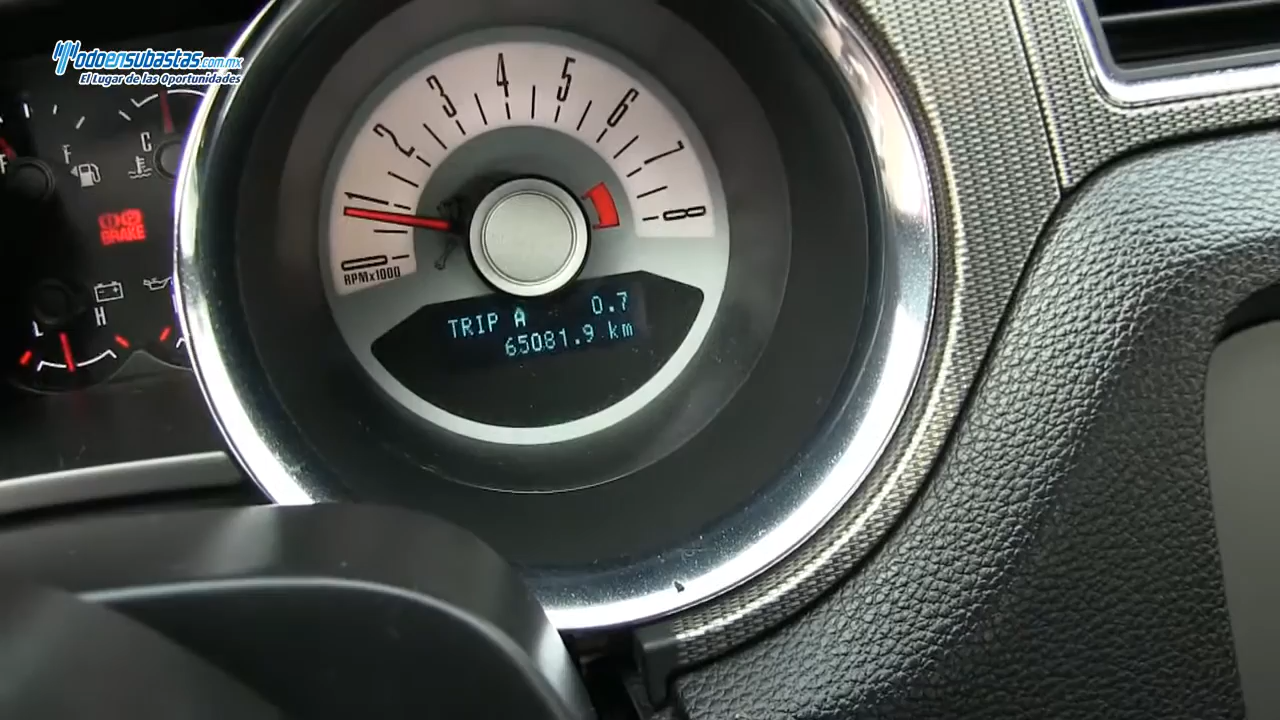 Modoensubastas.com.mx
El Lugar de las Oportunidades
1
2
3
4
5
6
7
8
0
RPMx1000
TRIP A 0.7
65081.9 km
F
C
BRAKE
L
H